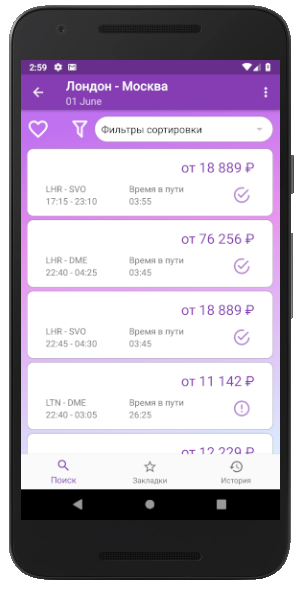 2:59
Лондон - Москва
01 June
Фильтры сортировки
от 18 889 ₽
LHR - SVO Время в пути
17:15 - 23:10 03:55
от 76 256 ₽
LHR - DME Время в пути
22:40 - 04:25 03:45
от 18 889 ₽
LHR - SVO Время в пути
22:45 - 04:30 03:45
от 11 142 ₽
LTN - DME Время в пути
22:40 - 03:05 26:25
от 12 229 ₽
Поиск Закладки История